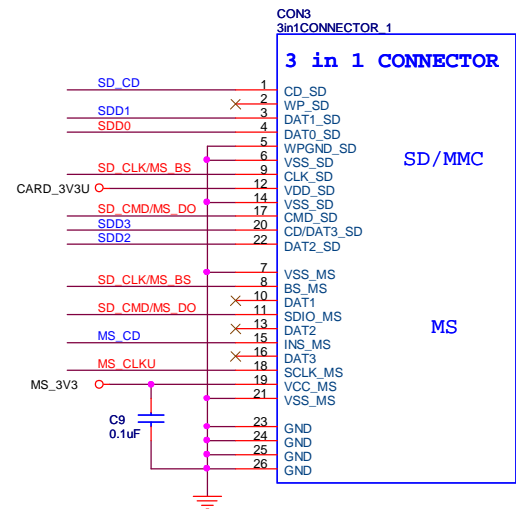 CON3
3in1CONNECTOR_1
3 in 1 CONNECTOR
SD_CD 1 CD_SD
2 WP_SD
SDD1 3 DAT1_SD
SDD0 4 DAT0_SD
5 WPGND_SD
6 VSS_SD
SD_CLK/MS_BS 9 CLK_SD
SD/MMC
CARD_3V3U 12 VDD_SD
14 VSS_SD
SD_CMD/MS_DO 17 CMD_SD
SDD3 20 CD/DAT3_SD
SDD2 22 DAT2_SD
7 VSS_MS
SD_CLK/MS_BS 8 BS_MS
10 DAT1
SD_CMD/MS_DO 11 SDIO_MS
13 DAT2
MS
MS_CD 15 INS_MS
16 DAT3
MS_CLKU 18 SCLK_MS
MS_3V3 19 VCC_MS
21 VSS_MS
C9
0.1uF
23 GND
24 GND
25 GND
26 GND